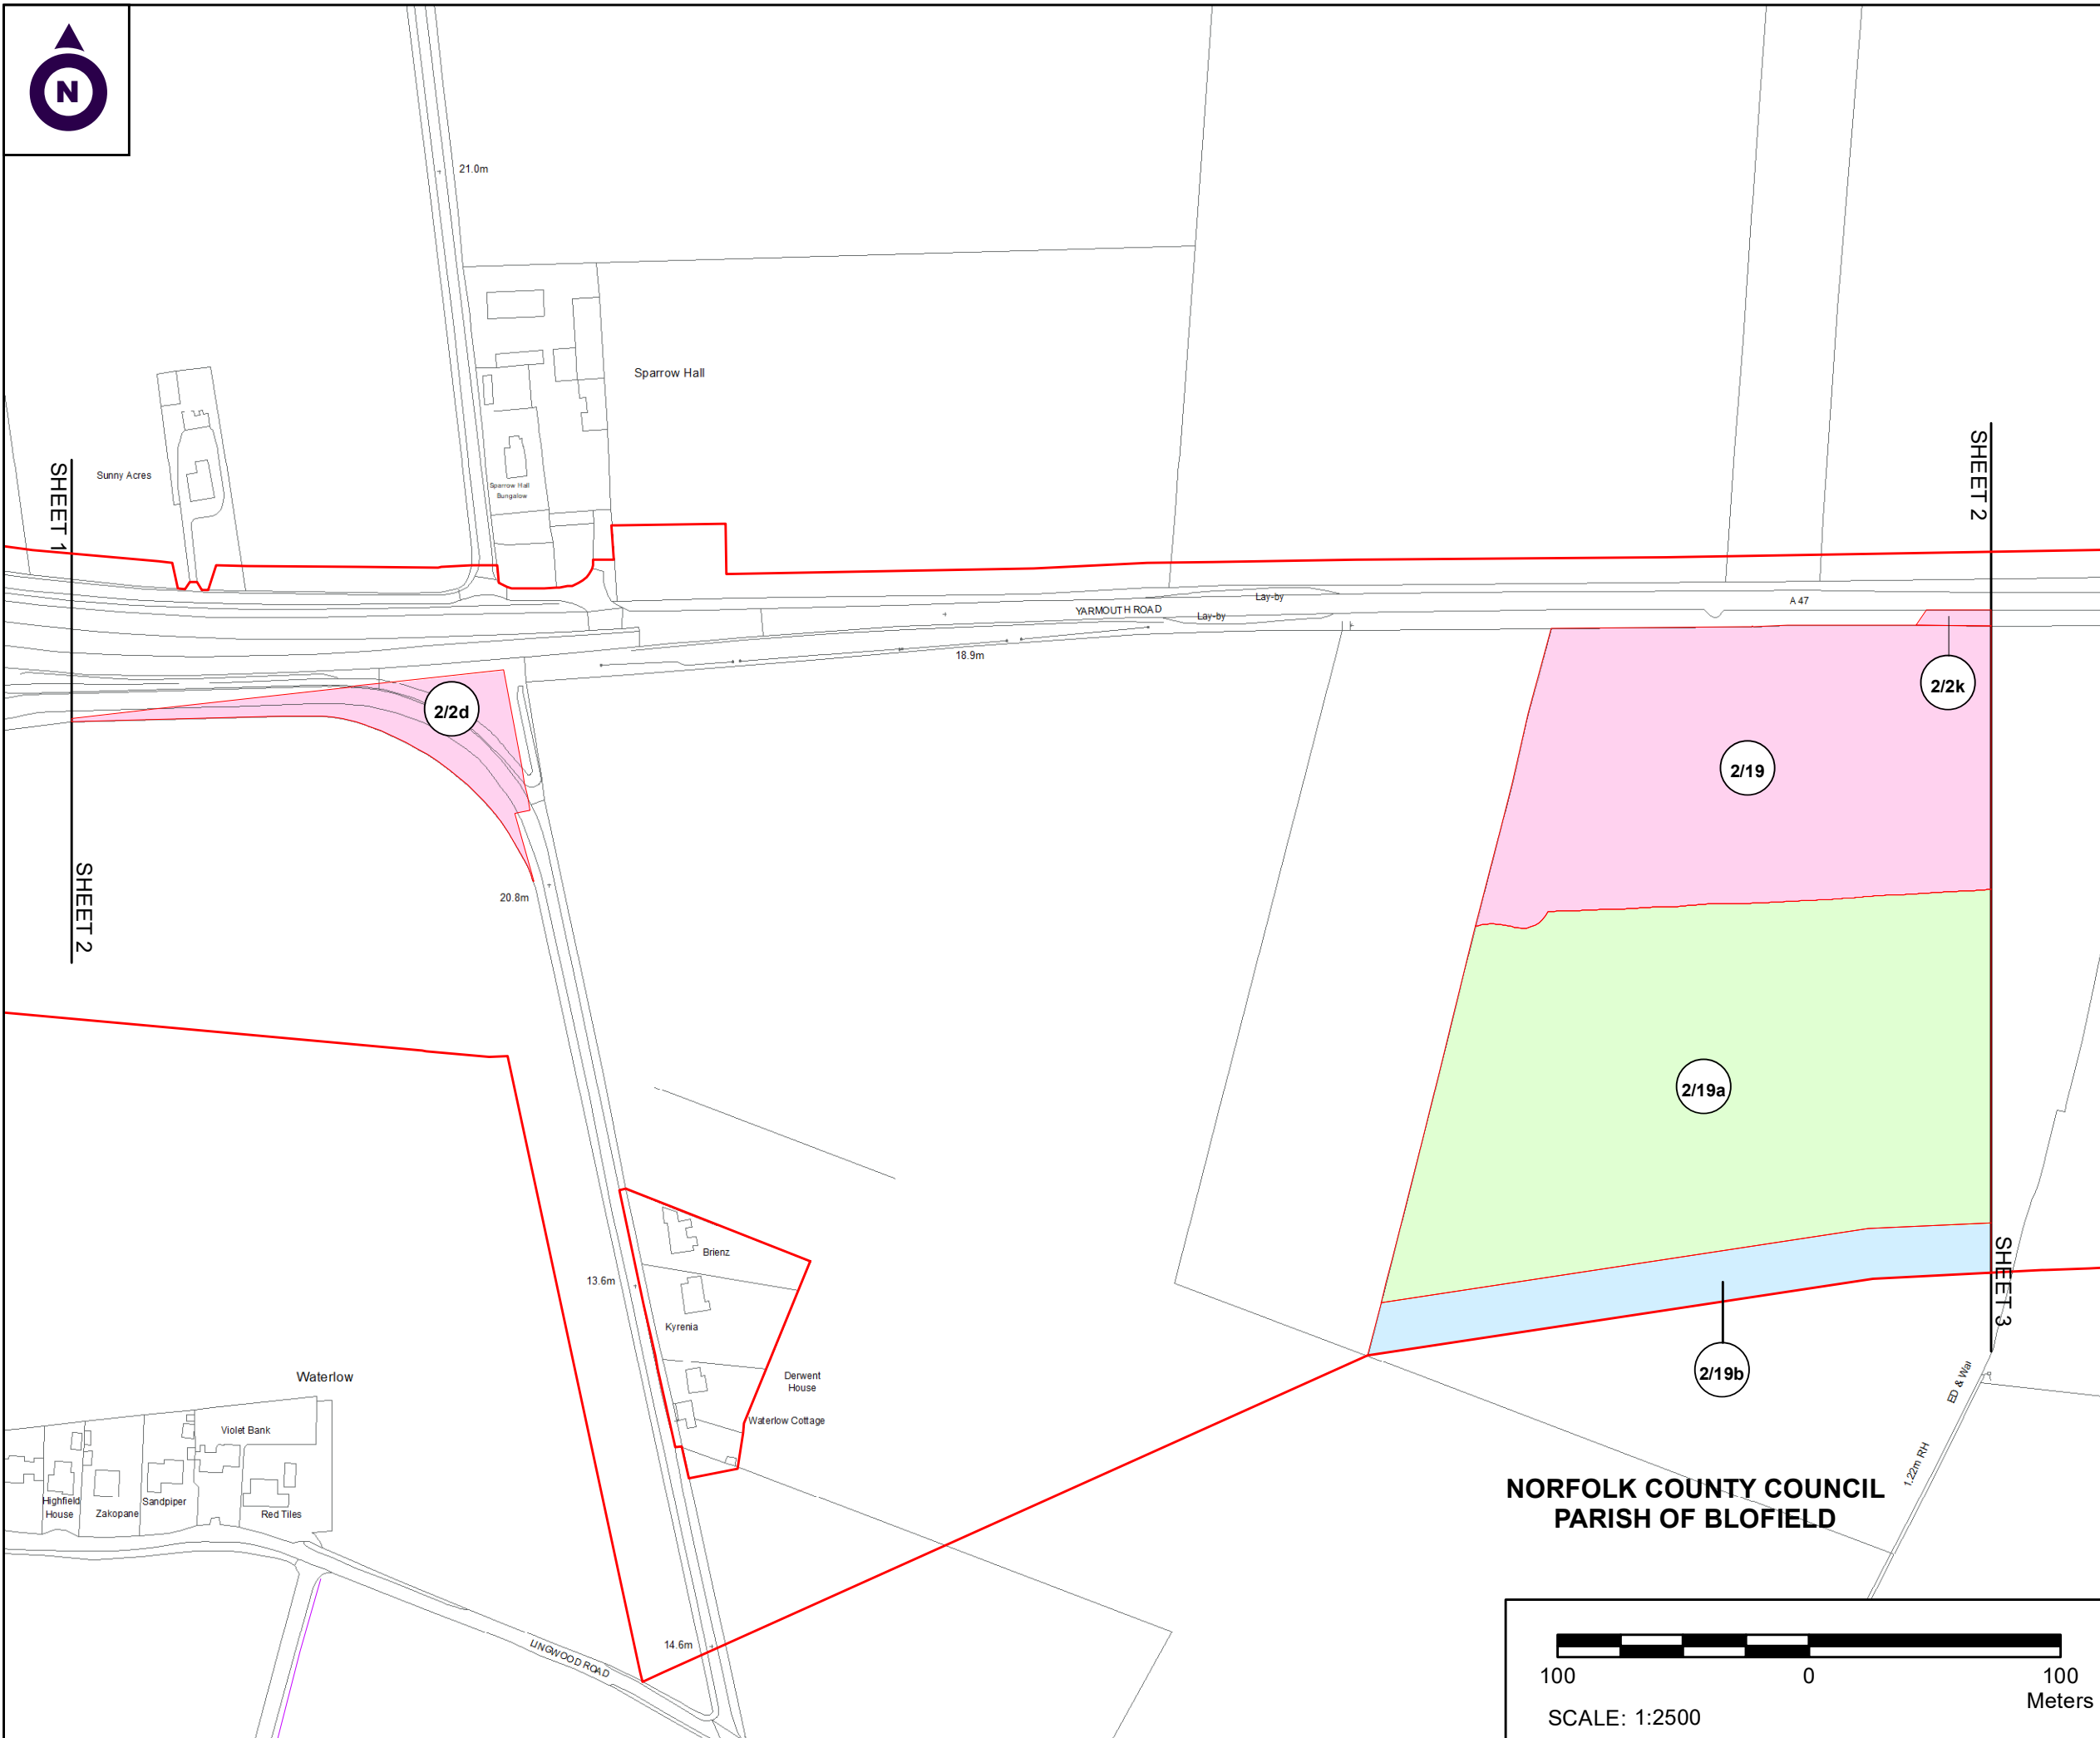 N
21.0m
Sparrow Hall
Sunny Acres
Sparrow Hall
Bungalow
SHEET 1
SHEET 2
SHEET 2
SHEET 3
YARMOUTH ROAD
Lay-by
Lay-by
A 47
18.9m
2/2d
2/2k
2/19
20.8m
2/19a
Brienz
13.6m
Kyrenia
Derwent
House
Waterlow Cottage
2/19b
Waterlow
Violet Bank
Highfield
House
Zakopane
Sandpiper
Red Tiles
ED & War
1.22m RH
NORFOLK COUNTY COUNCIL
PARISH OF BLOFIELD
14.6m
LINGWOOD ROAD
100 0 100
Meters
SCALE: 1:2500